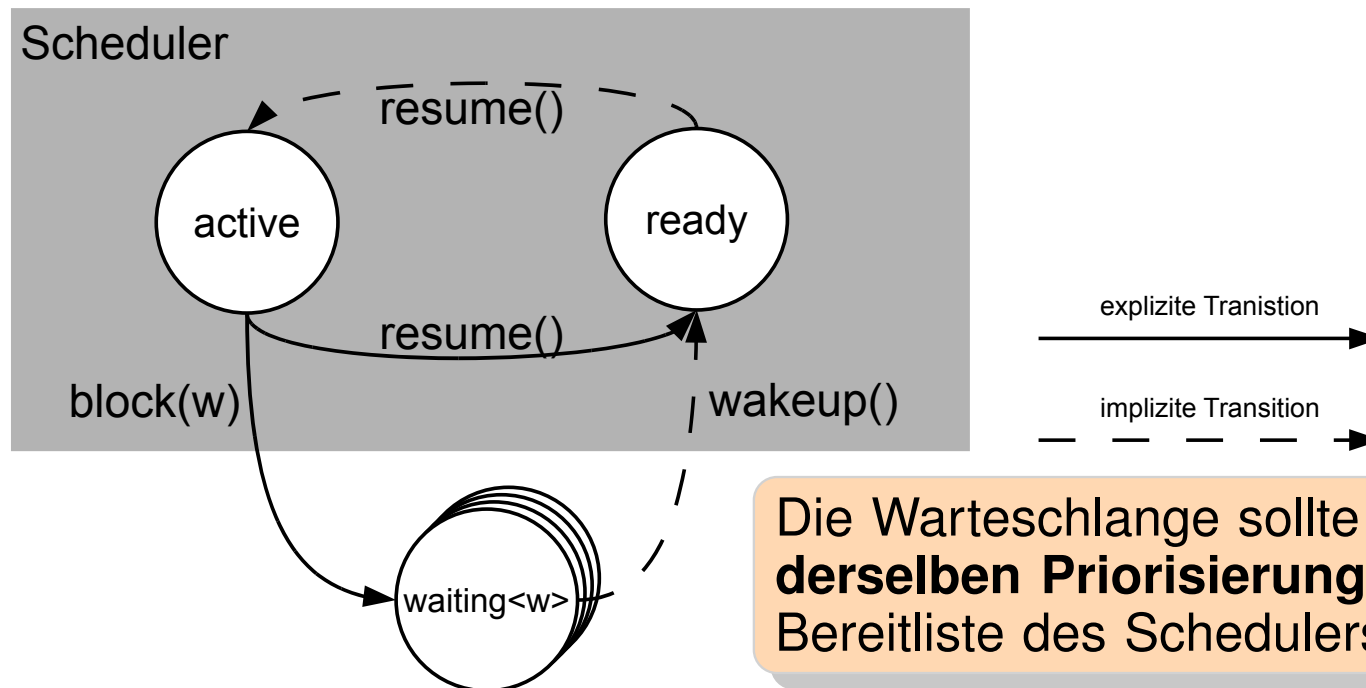 Scheduler
resume()
active
ready
resume()
block(w)
wakeup()
waiting<w>
explizite Tranistion
implizite Transition
Die Warteschlange sollte
derselben Priorisierung
Bereitliste des Schedulers